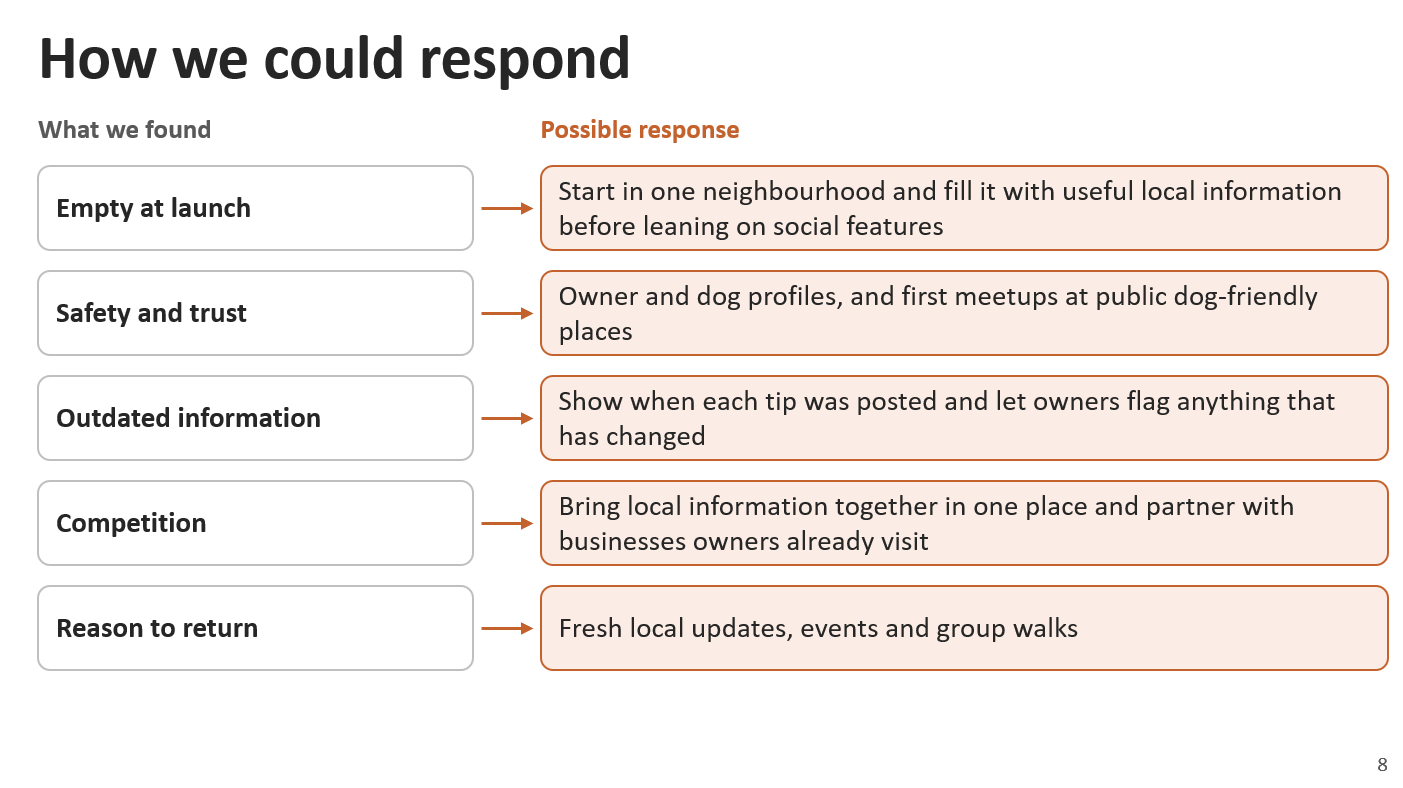 How we could respond
What we found
Possible response
Empty at launch
Start in one neighbourhood and fill it with useful local information
before leaning on social features
Safety and trust
Owner and dog profiles, and first meetups at public dog-friendly
places
Outdated information
Show when each tip was posted and let owners flag anything that
has changed
Competition
Bring local information together in one place and partner with
businesses owners already visit
Reason to return
Fresh local updates, events and group walks
8